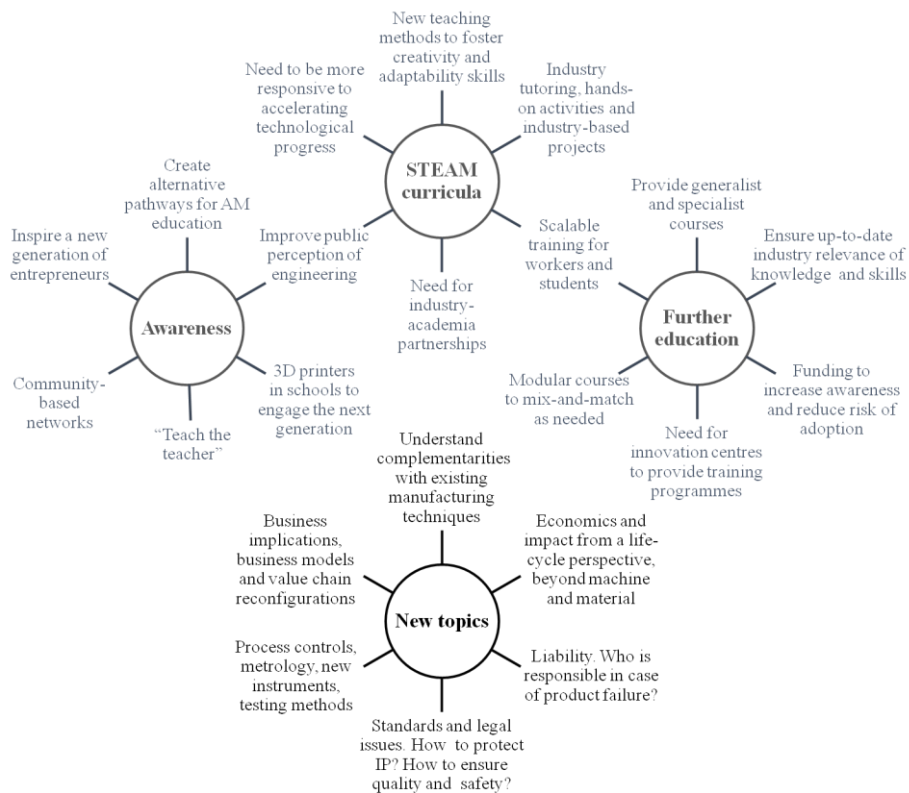 New teaching
methods to foster
creativity and
adaptability skills
Need to be more
responsive to
accelerating
technological
progress
Industry
tutoring, hands-
on activities and
industry-based
projects
STEAM
curricula
Improve public
perception of
engineering
Need for
industry-
academia
partnerships
Scalable
training for
workers and
students
Create
alternative
pathways for AM
education
Inspire a new
generation of
entrepreneurs
Awareness
Community-
based
networks
“Teach the
teacher”
3D printers
in schools to
engage the next
generation
Provide generalist
and specialist
courses
Ensure up-to-date
industry relevance of
knowledge and skills
Further
education
Modular courses
to mix-and-match
as needed
Need for
innovation centres
to provide training
programmes
Funding to
increase awareness
and reduce risk of
adoption
Understand
complementarities
with existing
manufacturing
techniques
Business
implications,
business models
and value chain
reconfigurations
Economics and
impact from a life-
cycle perspective,
beyond machine
and material
New topics
Process controls,
metrology, new
instruments,
testing methods
Liability. Who is
responsible in case
of product failure?
Standards and legal
issues. How to protect
IP? How to ensure
quality and safety?